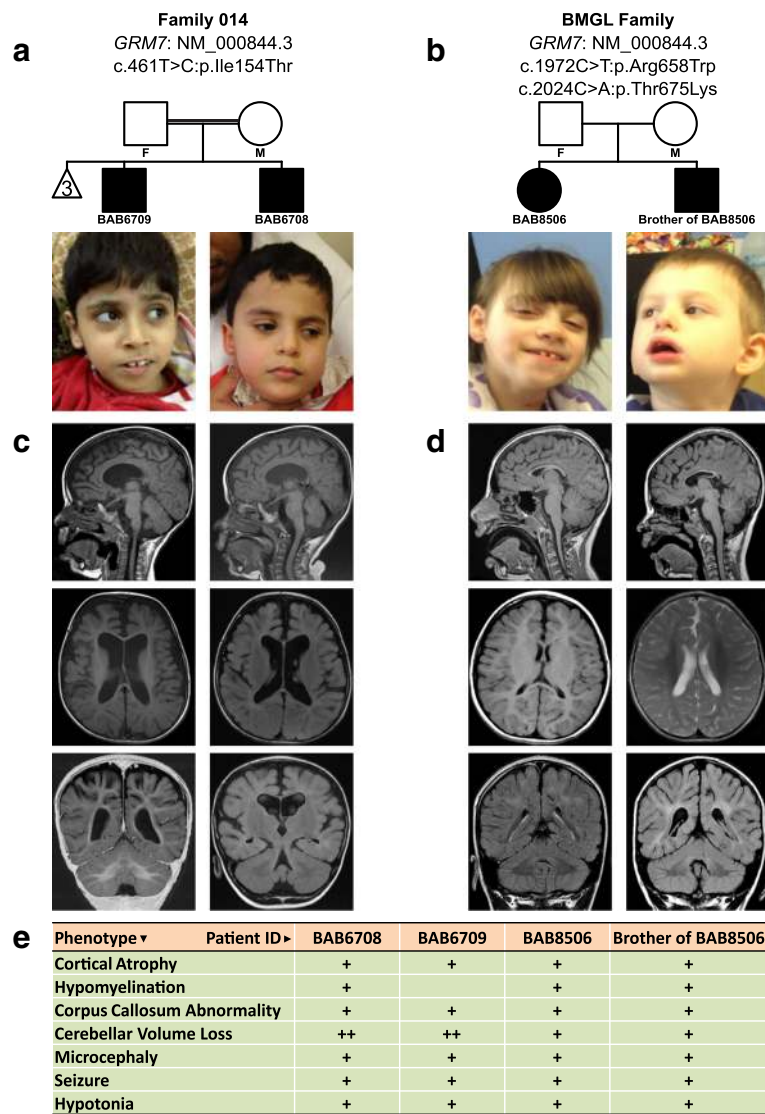 a
Family 014
GRM7: NM_000844.3
c.461T>C:p.Ile154Thr
F
M
3
BAB6709
BAB6708
b
BMGL Family
GRM7: NM_000844.3
c.1972C>T:p.Arg658Trp
c.2024C>A:p.Thr675Lys
F
M
BAB8506
Brother of BAB8506
c
d
e
Phenotype ▾ Patient ID ▸ BAB6708 BAB6709 BAB8506 Brother of BAB8506
Cortical Atrophy + + + +
Hypomyelination + + +
Corpus Callosum Abnormality + + + +
Cerebellar Volume Loss ++ ++ + +
Microcephaly + + + +
Seizure + + + +
Hypotonia + + + +